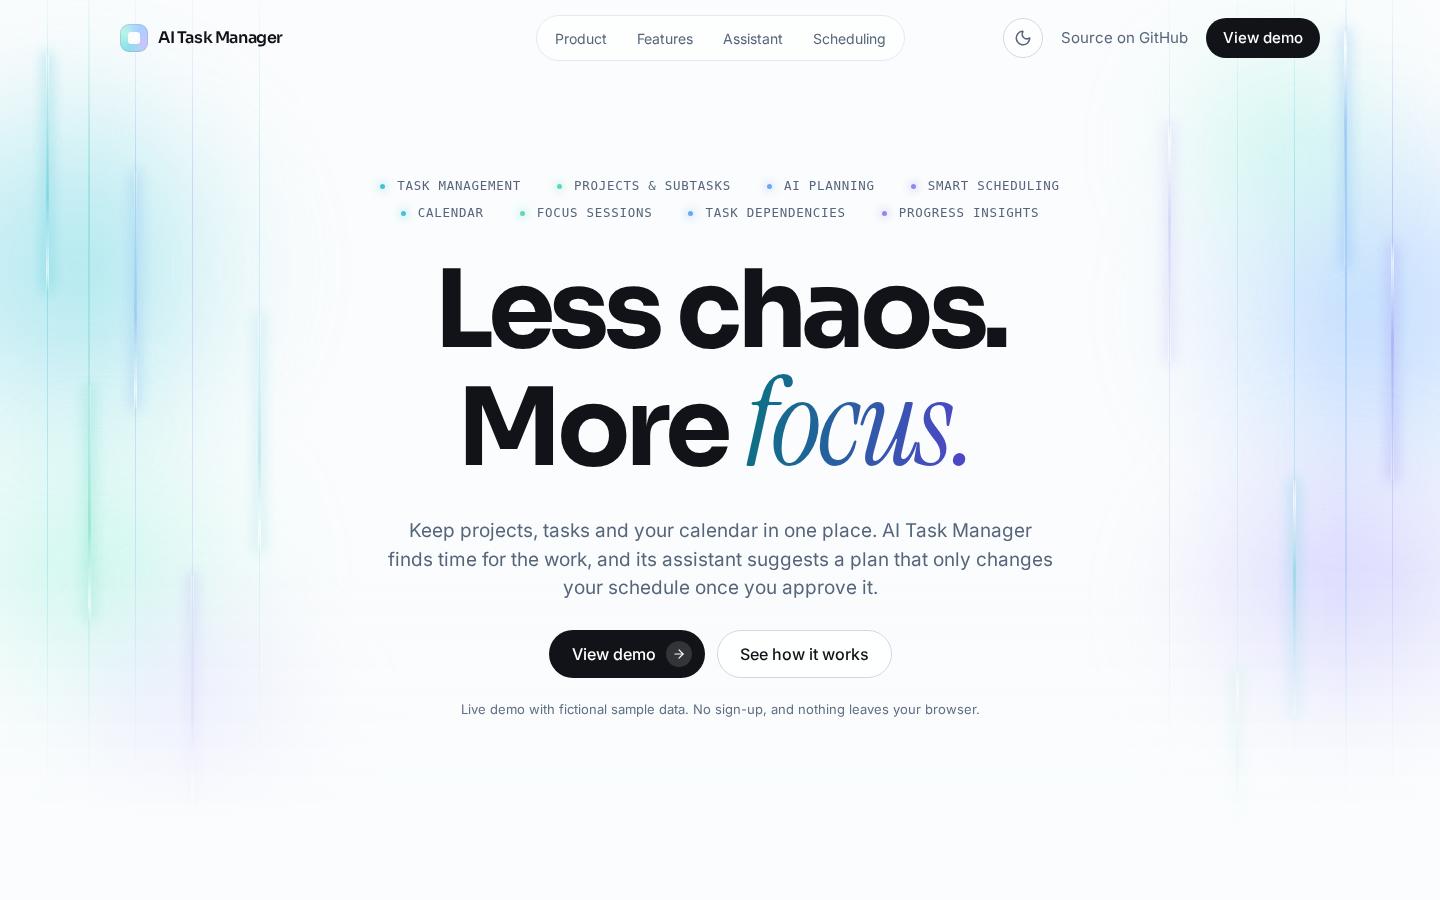 AI Task Manager
Product Features Assistant Scheduling
Source on GitHub
View demo
TASK MANAGEMENT PROJECTS & SUBTASKS AI PLANNING SMART SCHEDULING
CALENDAR FOCUS SESSIONS TASK DEPENDENCIES PROGRESS INSIGHTS
Less chaos.
More focus.
Keep projects, tasks and your calendar in one place. AI Task Manager
finds time for the work, and its assistant suggests a plan that only changes
your schedule once you approve it.
View demo
See how it works
Live demo with fictional sample data. No sign-up, and nothing leaves your browser.